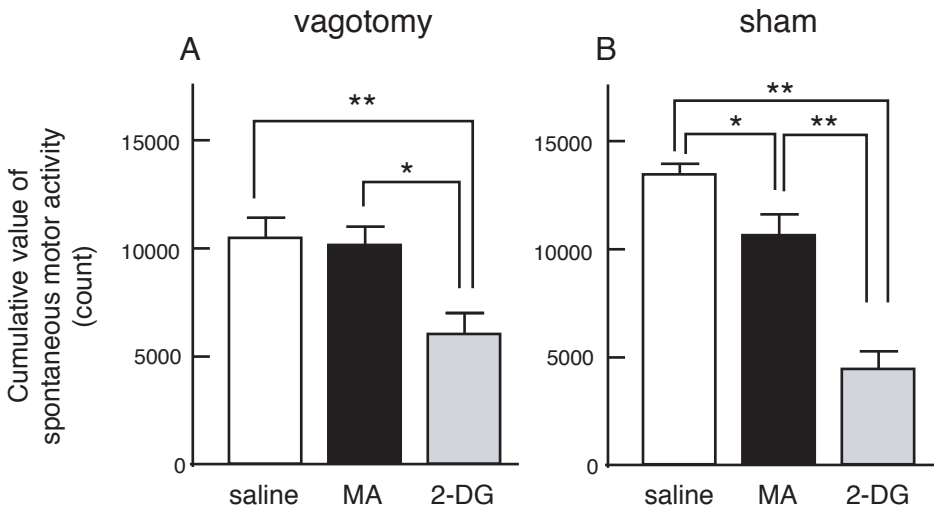 vagotomy
sham
A
B
Cumulative value of
spontaneous motor activity
(count)
15000
10000
5000
0
**
*
saline
MA
2-DG
15000
10000
5000
0
**
*
**
saline
MA
2-DG